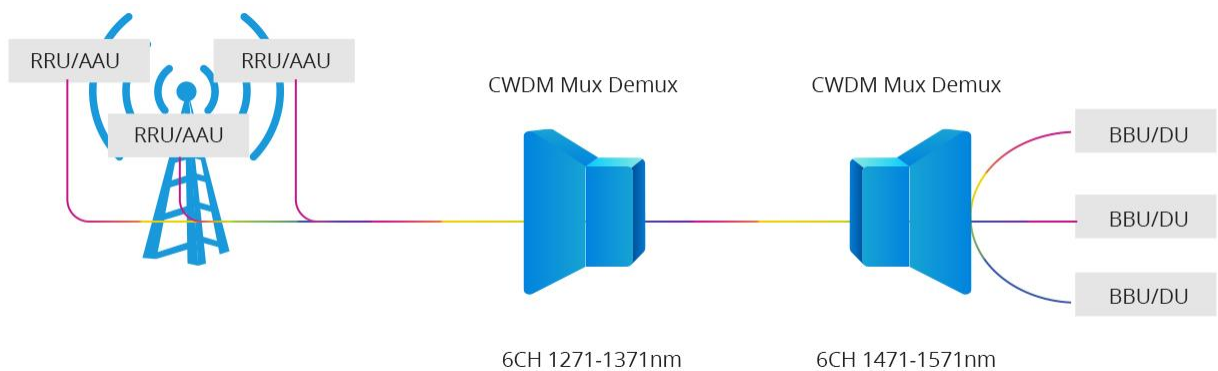 RRU/AAU
RRU/AAU
RRU/AAU
CWDM Mux Demux
CWDM Mux Demux
BBU/DU
BBU/DU
BBU/DU
6CH 1271-1371nm
6CH 1471-1571nm